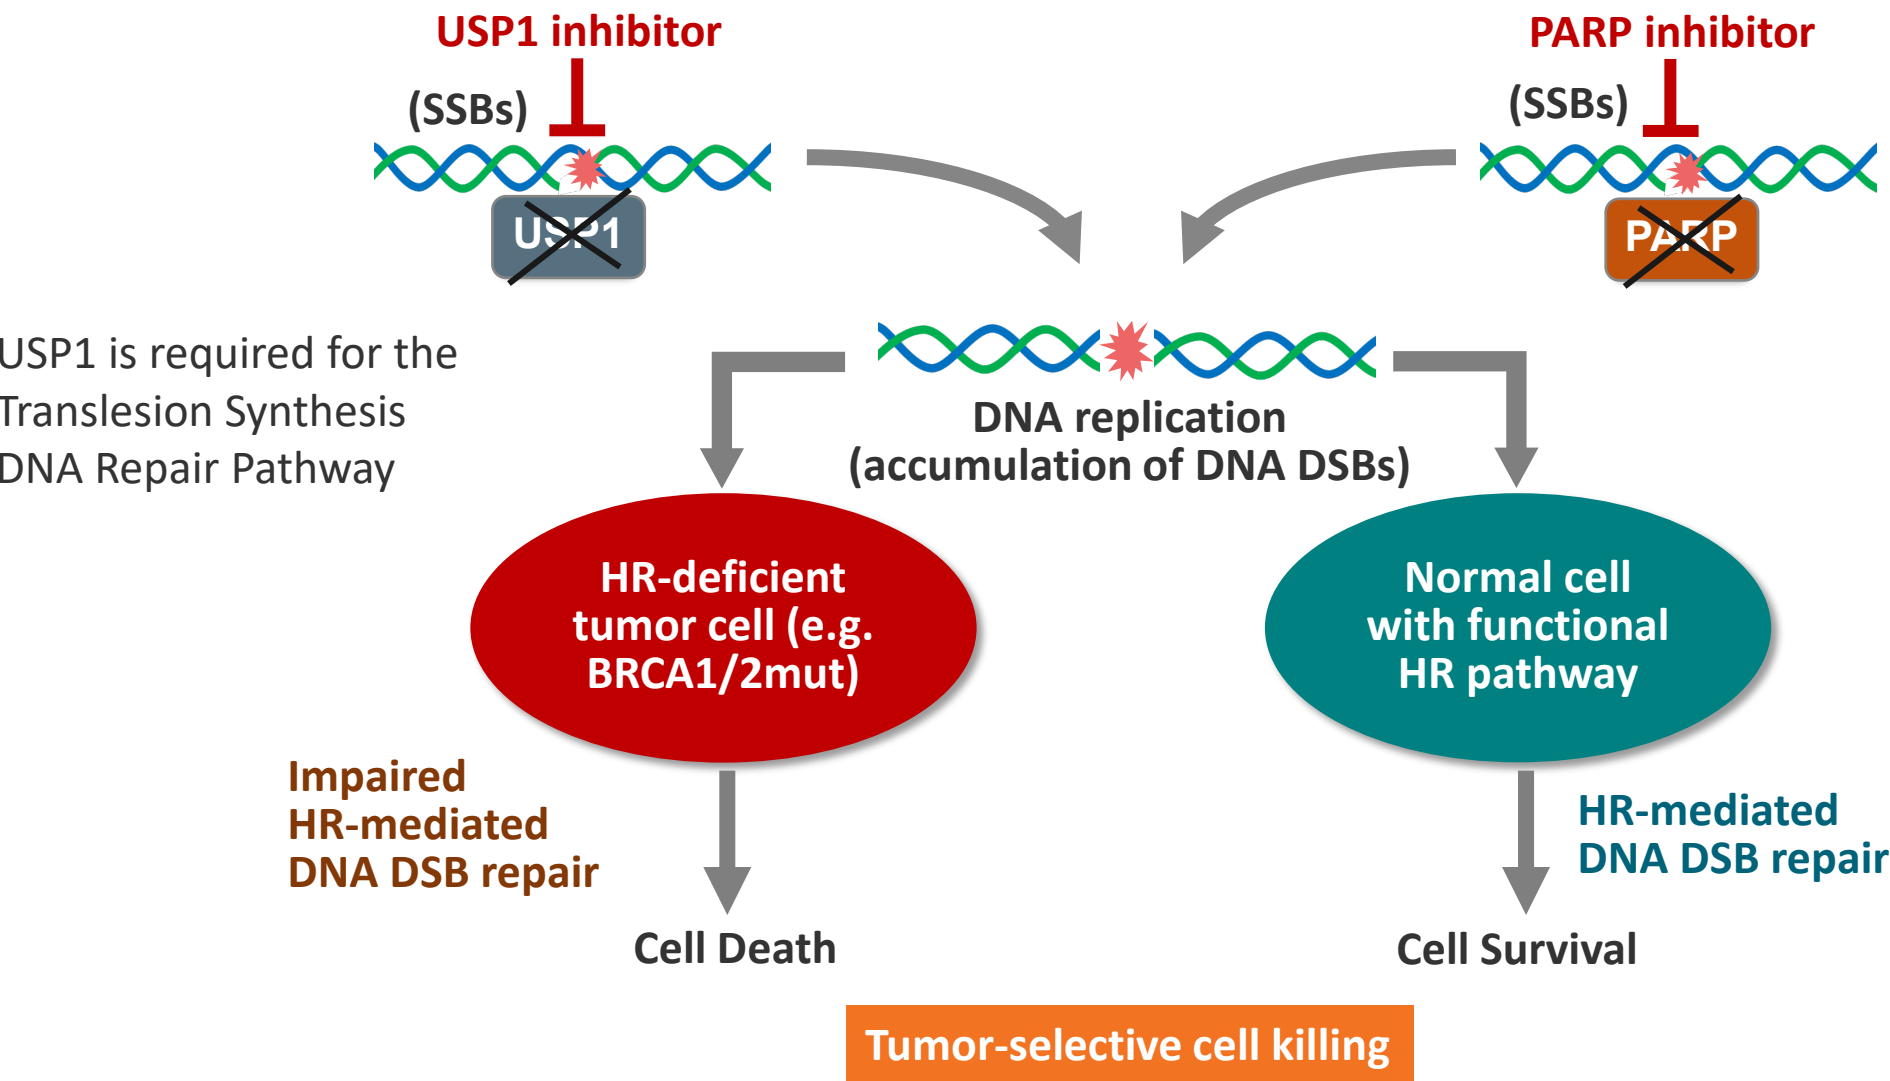 USP1 inhibitor
(SSBs)
USP1
PARP inhibitor
(SSBs)
PARP
USP1 is required for the
Translesion Synthesis
DNA Repair Pathway
DNA replication
(accumulation of DNA DSBs)
HR-deficient
tumor cell (e.g.
BRCA1/2mut)
Normal cell
with functional
HR pathway
Impaired
HR-mediated
DNA DSB repair
HR-mediated
DNA DSB repair
Cell Death
Cell Survival
Tumor-selective cell killing